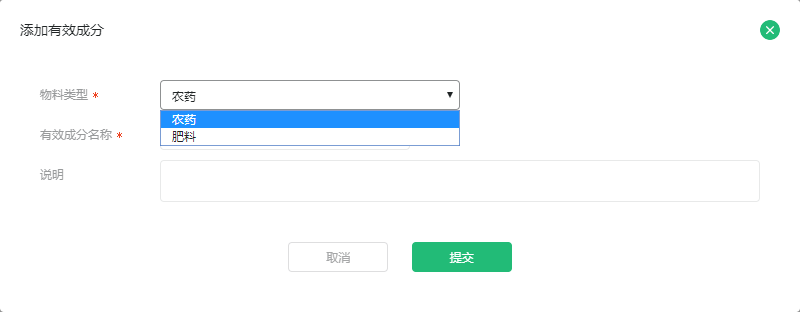 添加有效成分
物料类型 *
农药
农药
肥料
有效成分名称 *
说明
取消
提交